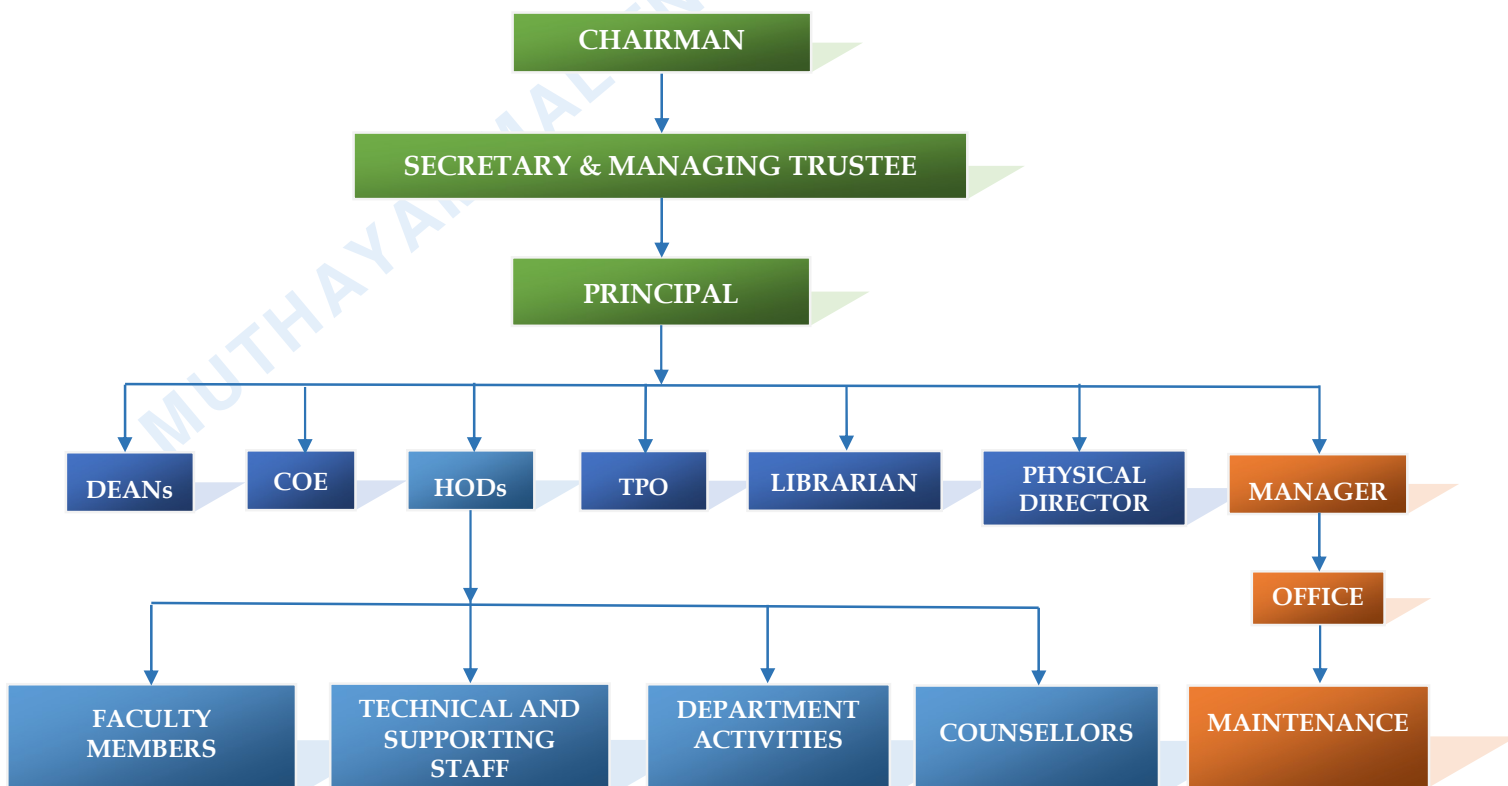 CHAIRMAN
SECRETARY & MANAGING TRUSTEE
PRINCIPAL
DEANs
COE
HODs
TPO
LIBRARIAN
PHYSICAL
DIRECTOR
MANAGER
OFFICE
FACULTY
MEMBERS
TECHNICAL AND
SUPPORTING
STAFF
DEPARTMENT
ACTIVITIES
COUNSELLORS
MAINTENANCE